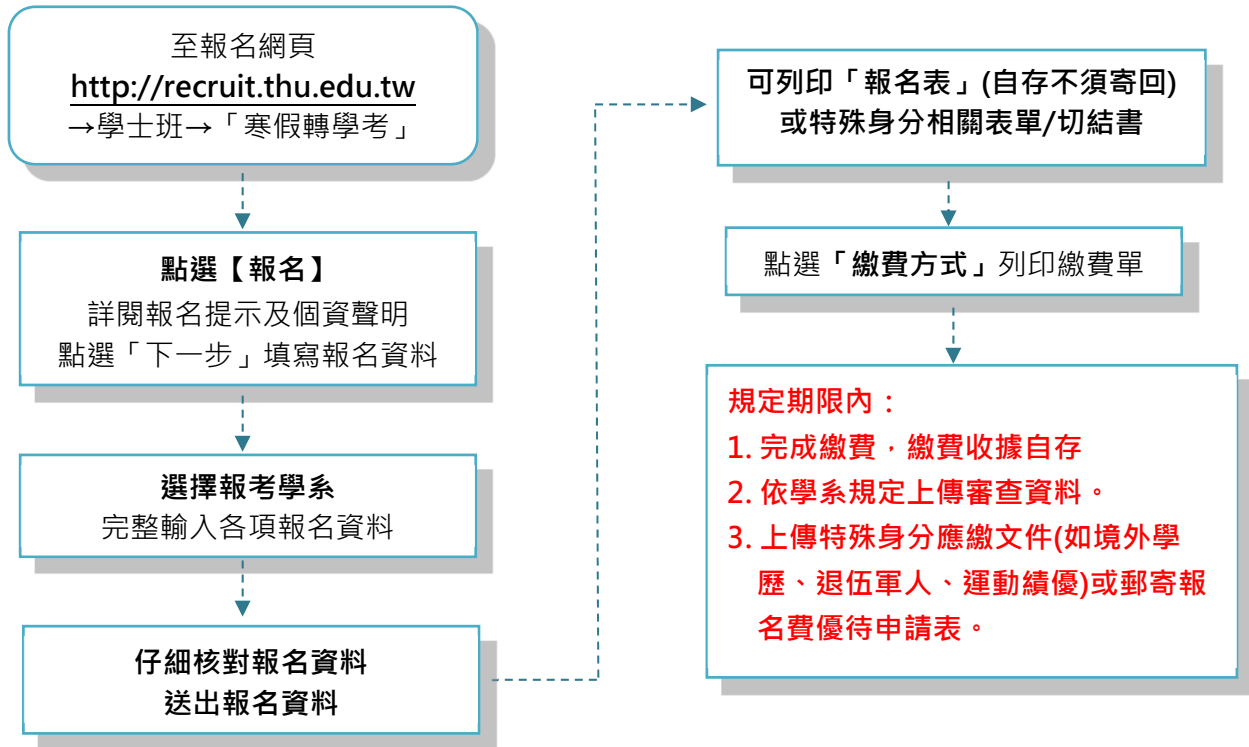 至報名網頁
http://recruit.thu.edu.tw
→學士班→「寒假轉學考」
點選【報名】
詳閱報名提示及個資聲明
點選「下一步」填寫報名資料
選擇報考學系
完整輸入各項報名資料
仔細核對報名資料
送出報名資料
可列印「報名表」(自存不須寄回)
或特殊身分相關表單/切結書
點選「繳費方式」列印繳費單
規定期限內：
1. 完成繳費，繳費收據自存
2. 依學系規定上傳審查資料。
3. 上傳特殊身分應繳文件(如境外學
歷、退伍軍人、運動績優)或郵寄報
名費優待申請表。